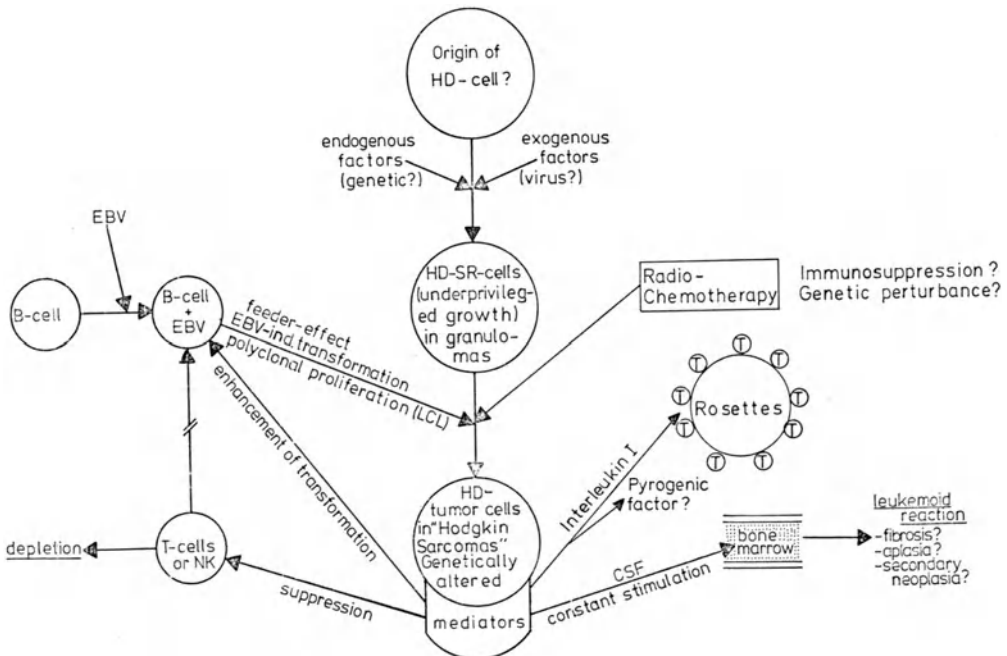 Origin of
HD-cell?
endogenous
factors
(genetic?)
exogenous
factors
(virus?)
EBV
B-cell
B-cell
+
EBV
HD-SR-cells
(underprivileg-
ed growth)
in granulo-
mas
Radio-
Chemotherapy
Immunosuppression?
Genetic perturbance?
feeder-effect
EBV-ind. transformation
polyclonal proliferation (LCL)
enhancement of transformation
T
T
T
T
T
T
T
T
T
Rosettes
Interleukin I
Pyrogenic
factor?
HD-
tumor cells
in "Hodgkin
Sarcomas"
Genetically
altered
mediators
depletion
T-cells
or NK
suppression
CSF
constant stimulation
bone
marrow
leukemoid
reaction
-fibrosis?
-aplasia?
-secondary
neoplasia?